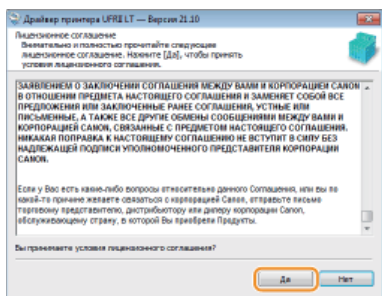 Драйвер принтера UFRII LT — Версия 21.10
Лицензионное соглашение
Внимательно и полностью прочитайте следующее
лицензионное соглашение. Нажмите [Да], чтобы принять
условия лицензионного соглашения.
ЗАЯВЛЕНИЕМ О ЗАКЛЮЧЕНИИ СОГЛАШЕНИЯ МЕЖДУ ВАМИ И КОРПОРАЦИЕЙ CANON
В ОТНОШЕНИИ ПРЕДМЕТА НАСТОЯЩЕГО СОГЛАШЕНИЯ И ЗАМЕНЯЕТ СОБОЙ ВСЕ
ПРЕДЛОЖЕНИЯ ИЛИ ЗАКЛЮЧЕННЫЕ РАНЕЕ СОГЛАШЕНИЯ, УСТНЫЕ ИЛИ
ПИСЬМЕННЫЕ, А ТАКЖЕ ВСЕ ДРУГИЕ ОБМЕНЫ СООБЩЕНИЯМИ МЕЖДУ ВАМИ И
КОРПОРАЦИЕЙ CANON, СВЯЗАННЫЕ С ПРЕДМЕТОМ НАСТОЯЩЕГО СОГЛАШЕНИЯ.
НИКАКАЯ ПОПРАВКА К НАСТОЯЩЕМУ СОГЛАШЕНИЮ НЕ ВСТУПИТ В СИЛУ БЕЗ
НАДЛЕЖАЩЕЙ ПОДПИСИ УПОЛНОМОЧЕННОГО ПРЕДСТАВИТЕЛЯ КОРПОРАЦИИ
CANON.
Если у Вас есть какие-либо вопросы относительно данного Соглашения, или вы по
какой-то причине желаете связаться с корпорацией Canon, отправьте письмо
торговому представителю, дистрибьютору или дилеру корпорации Canon,
обслуживающему страну, в которой Вы приобрели Продукты.
Вы принимаете условия лицензионного соглашения?
Да
Нет